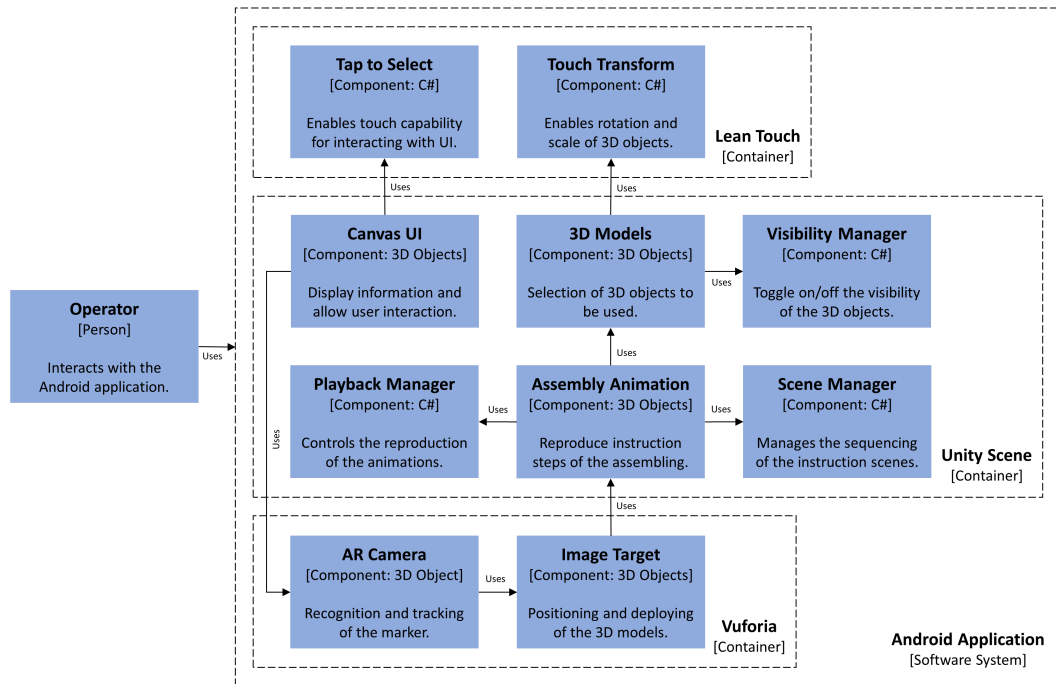 Tap to Select
[Component: C#]
Enables touch capability
for interacting with UI.
Touch Transform
[Component: C#]
Enables rotation and
scale of 3D objects.
Lean Touch
[Container]
Uses
Uses
Canvas UI
[Component: 3D Objects]
Display information and
allow user interaction.
3D Models
[Component: 3D Objects]
Selection of 3D objects to
be used.
Uses
Visibility Manager
[Component: C#]
Toggle on/off the visibility
of the 3D objects.
Operator
[Person]
Interacts with the
Android application.
Uses
Uses
Uses
Playback Manager
[Component: C#]
Controls the reproduction
of the animations.
Uses
Assembly Animation
[Component: 3D Objects]
Reproduce instruction
steps of the assembling.
Uses
Scene Manager
[Component: C#]
Manages the sequencing
of the instruction scenes.
Unity Scene
[Container]
Uses
AR Camera
[Component: 3D Object]
Recognition and tracking
of the marker.
Uses
Image Target
[Component: 3D Objects]
Positioning and deploying
of the 3D models.
Vuforia
[Container]
Android Application
[Software System]